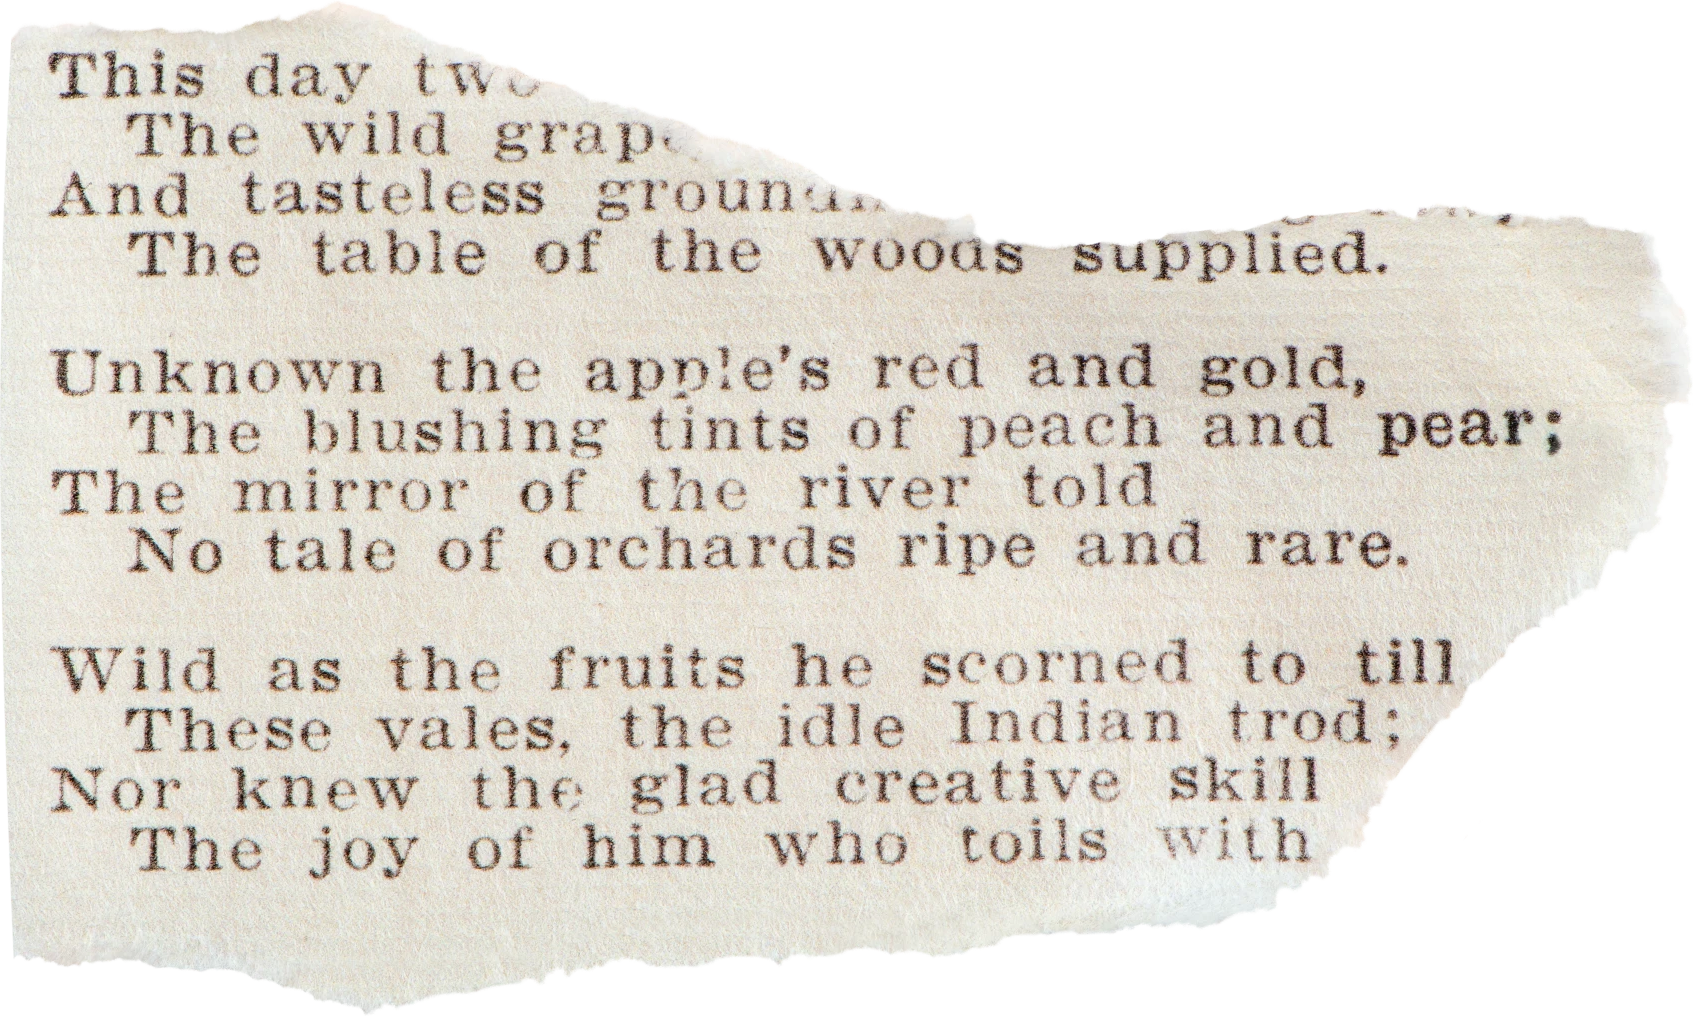 This day
The wild
And tasteless
The table of the woods supplied.
Unknown the apple's red and gold,
The blushing tints of peach and pear;
The mirror of the river told
No tale of orchards ripe and rare.
Wild as the fruits he scorned to till
These vales, the idle Indian trod;
Nor knew the glad creative skill
The joy of him who toils with